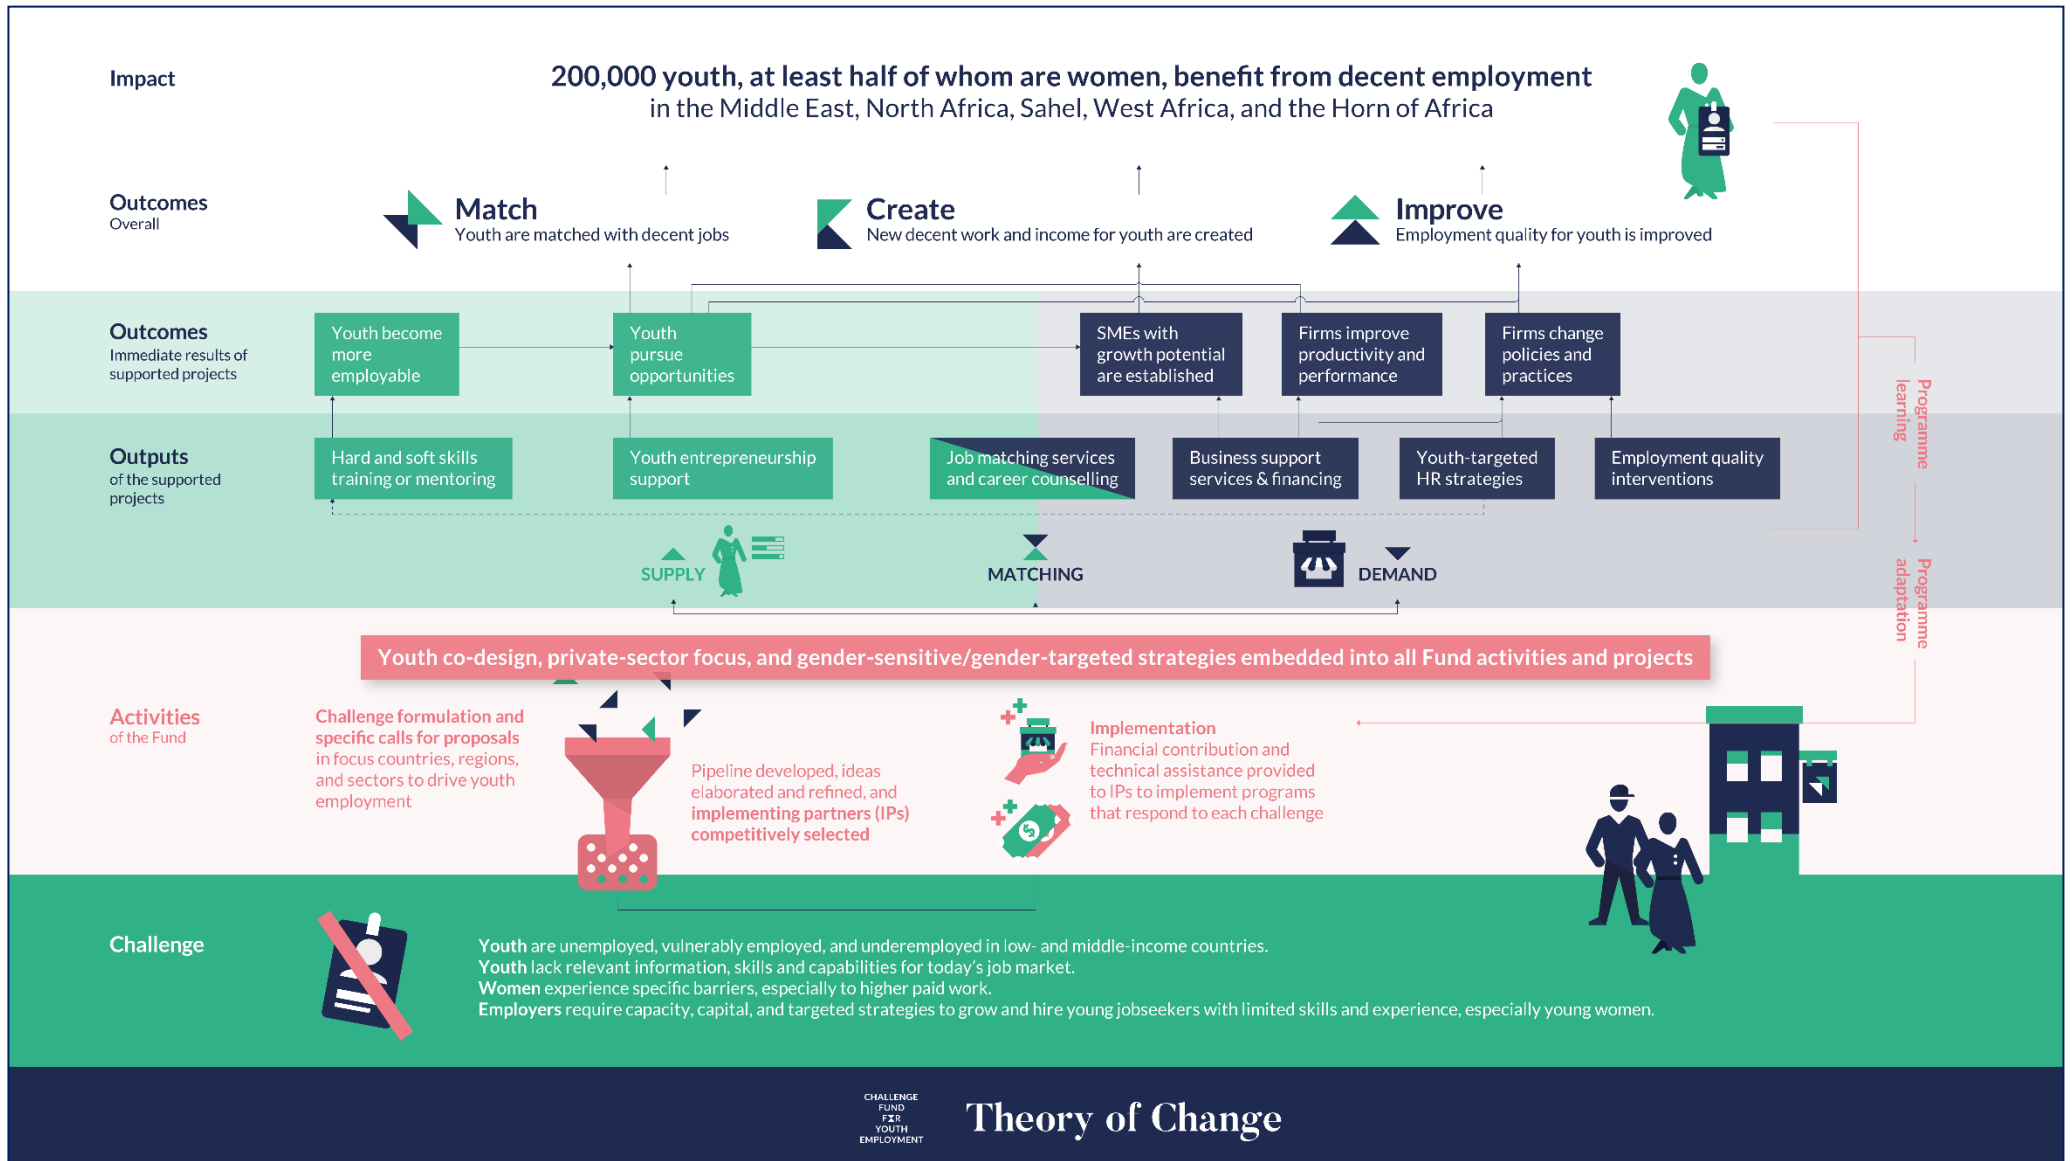 Impact
200,000 youth, at least half of whom are women, benefit from decent employment
in the Middle East, North Africa, Sahel, West Africa, and the Horn of Africa
Outcomes
Overall
Match
Youth are matched with decent jobs
Create
New decent work and income for youth are created
Improve
Employment quality for youth is improved
Outcomes
Immediate results of
supported projects
Youth become
more
employable
Youth
pursue
opportunities
SMEs with
growth potential
are established
Firms improve
productivity and
performance
Firms change
policies and
practices
Programme
learning
Outputs
of the supported
projects
Hard and soft skills
training or mentoring
Youth entrepreneurship
support
Job matching services
and career counselling
Business support
services & financing
Youth-targeted
HR strategies
Employment quality
interventions
SUPPLY
MATCHING
DEMAND
Programme
adaptation
Youth co-design, private-sector focus, and gender-sensitive/gender-targeted strategies embedded into all Fund activities and projects
Activities
of the Fund
Challenge formulation and
specific calls for proposals
in focus countries, regions,
and sectors to drive youth
employment
Pipeline developed, ideas
elaborated and refined, and
implementing partners (IPs)
competitively selected
Implementation
Financial contribution and
technical assistance provided
to IPs to implement programs
that respond to each challenge
Challenge
Youth are unemployed, vulnerably employed, and underemployed in low- and middle-income countries.
Youth lack relevant information, skills and capabilities for today's job market.
Women experience specific barriers, especially to higher paid work.
Employers require capacity, capital, and targeted strategies to grow and hire young jobseekers with limited skills and experience, especially young women.
CHALLENGE
FUND
FOR
YOUTH
EMPLOYMENT
Theory of Change